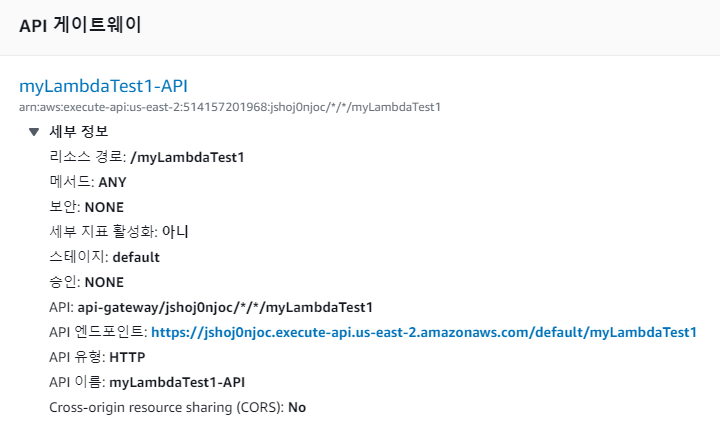 API 게이트웨이
myLambdaTest1-API
arn:aws:execute-api:us-east-2:514157201968:jshoj0njoc/*/*/myLambdaTest1
▼ 세부 정보
리소스 경로: /myLambdaTest1
메서드: ANY
보안: NONE
세부 지표 활성화: 아니
스테이지: default
승인: NONE
API: api-gateway/jshoj0njoc/*/*/myLambdaTest1
API 엔드포인트: https://jshoj0njoc.execute-api.us-east-2.amazonaws.com/default/myLambdaTest1
API 유형: HTTP
API 이름: myLambdaTest1-API
Cross-origin resource sharing (CORS): No